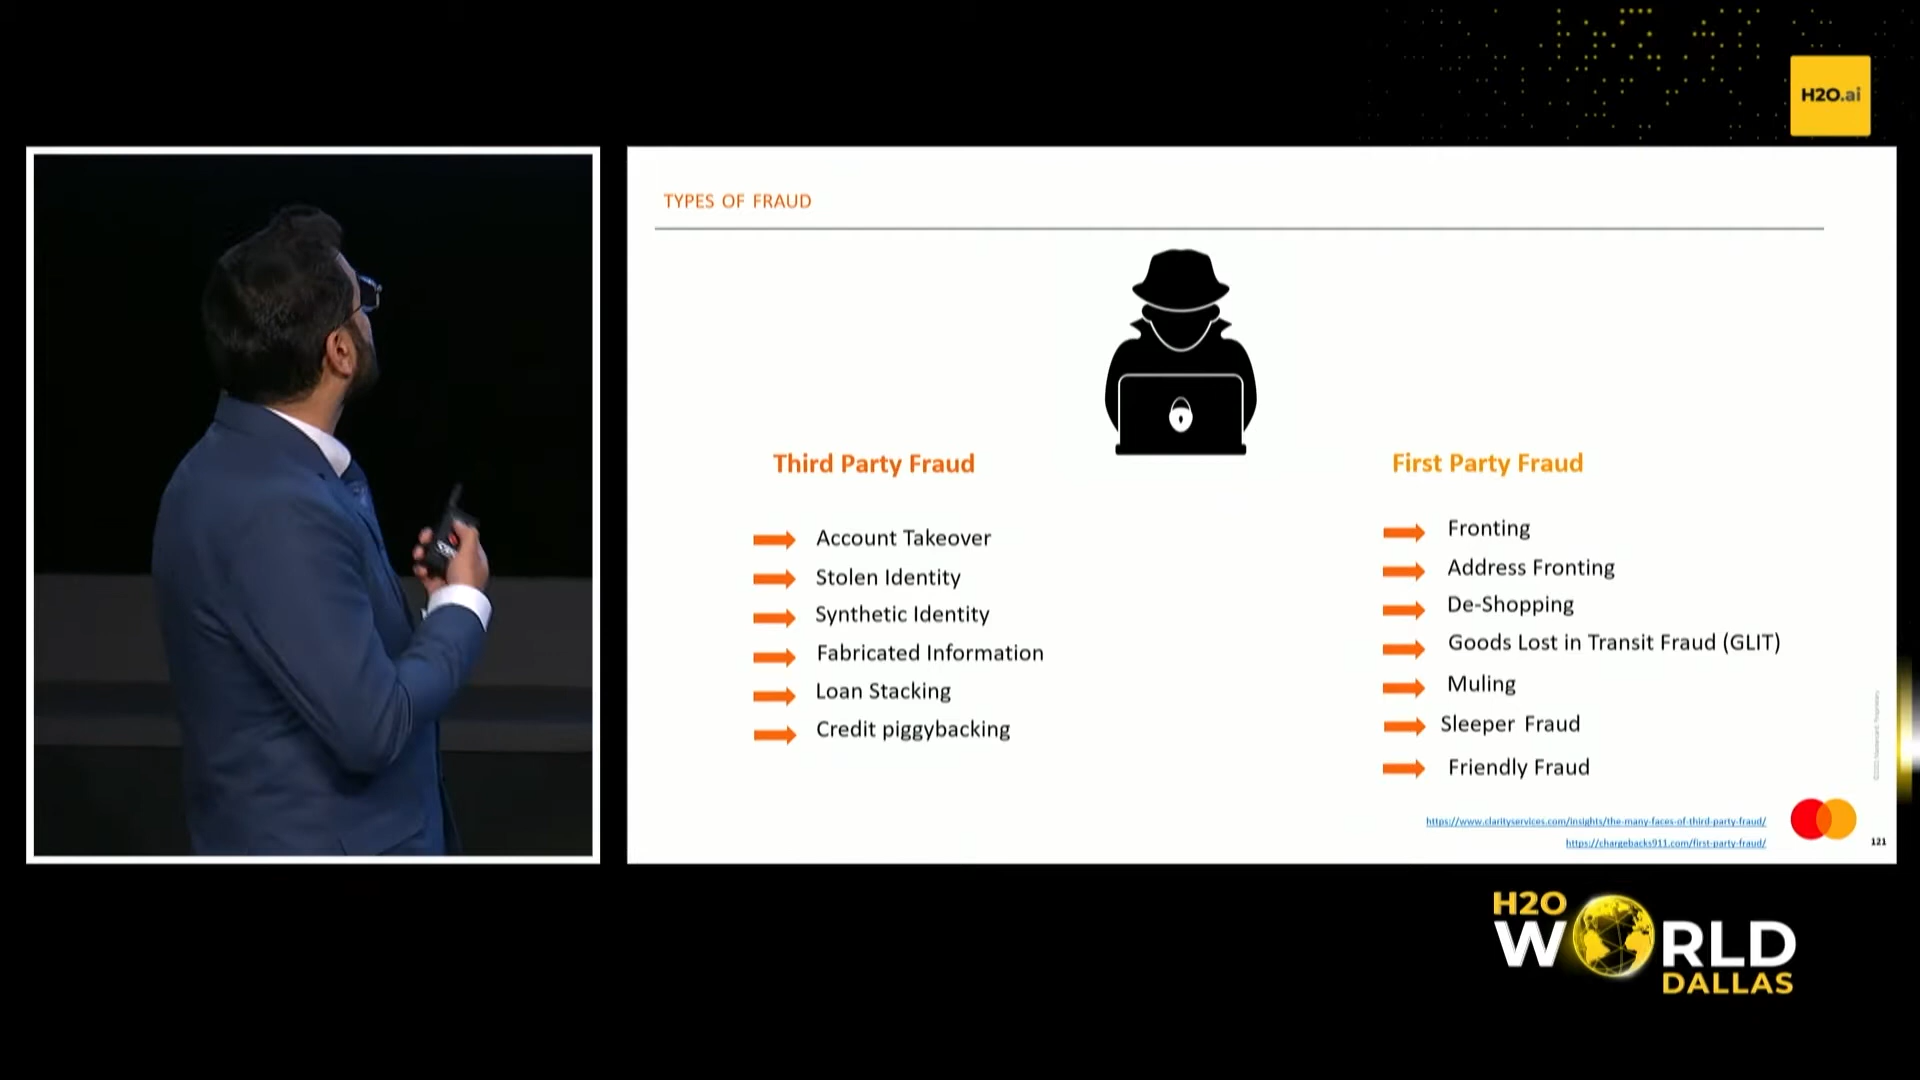 H2O.ai
TYPES OF FRAUD
Third Party Fraud
Account Takeover
Stolen Identity
Synthetic Identity
Fabricated Information
Loan Stacking
Credit piggybacking
First Party Fraud
Fronting
Address Fronting
De-Shopping
Goods Lost in Transit Fraud (GLIT)
Muling
Sleeper Fraud
Friendly Fraud
https://www.clarityservices.com/insights/the-many-faces-of-third-party-fraud/
https://chargebacks911.com/first-party-fraud/
121
H2O
WORLD
DALLAS